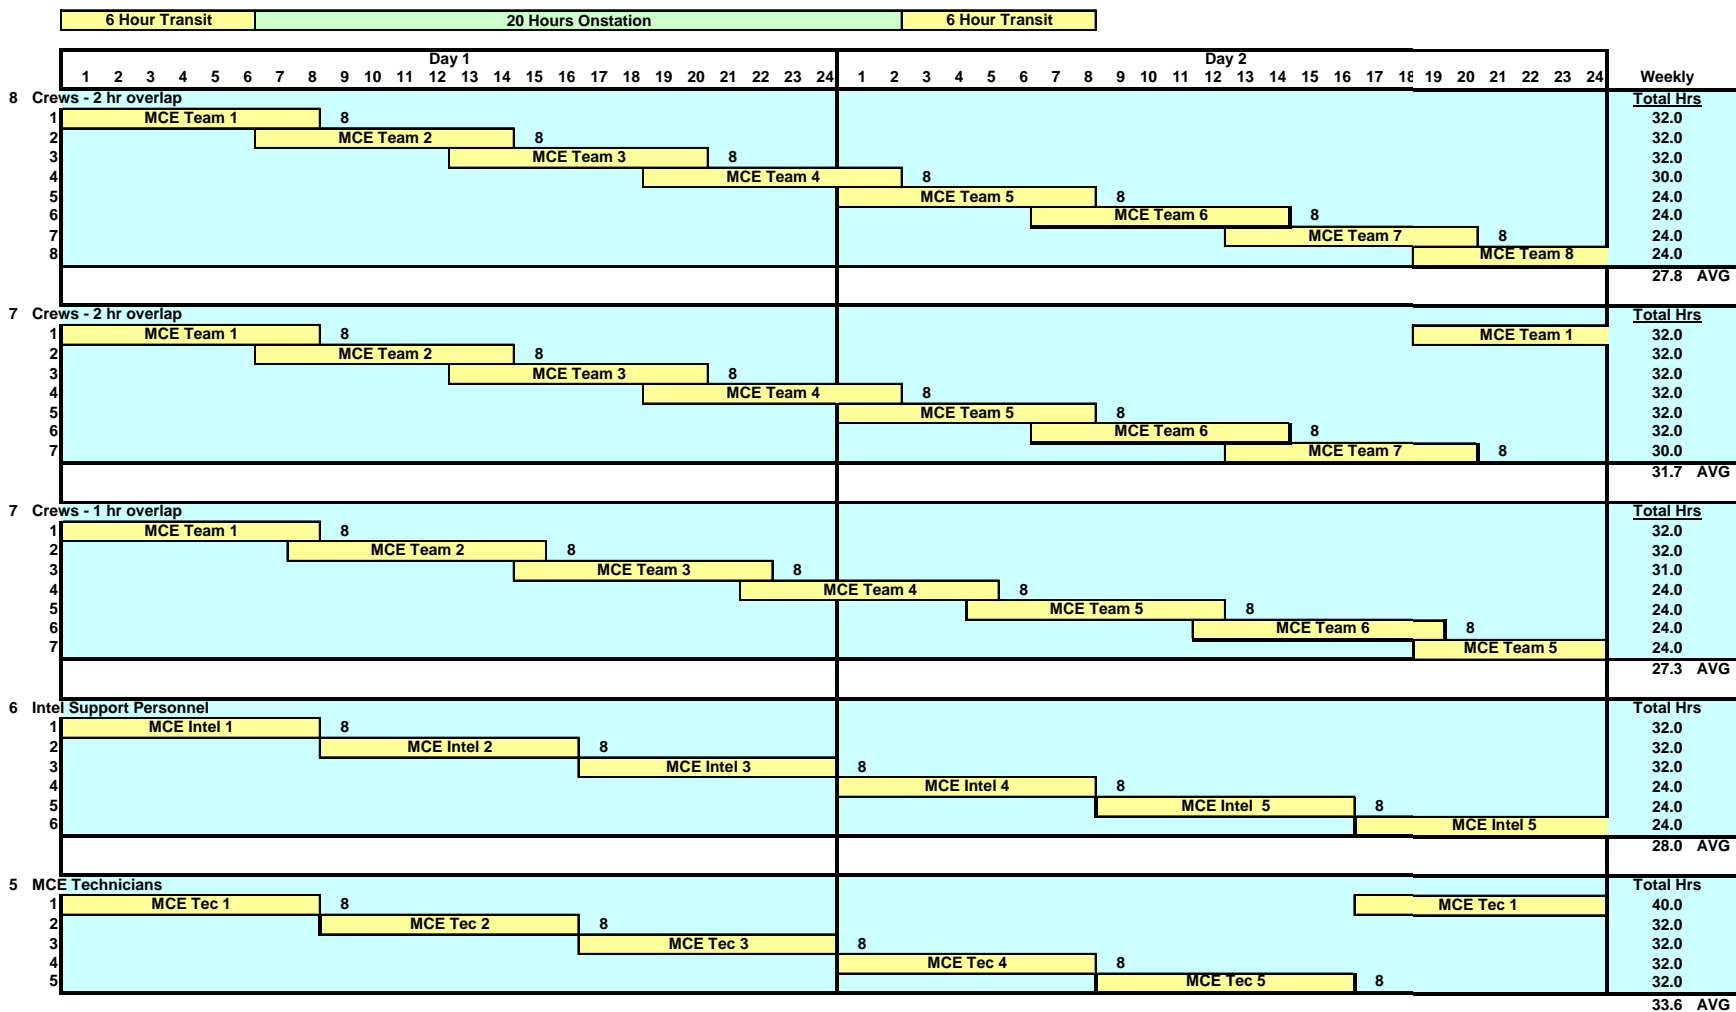 6 Hour Transit 20 Hours Onstation 6 Hour Transit
Day 1 Day 2
1 2 3 4 5 6 7 8 9 10 11 12 13 14 15 16 17 18 19 20 21 22 23 24 1 2 3 4 5 6 7 8 9 10 11 12 13 14 15 16 17 18 19 20 21 22 23 24 Weekly
8 Crews - 2 hr overlap Total Hrs
1 MCE Team 1 8 32.0
2 MCE Team 2 8 32.0
3 MCE Team 3 8 32.0
4 MCE Team 4 8 30.0
5 MCE Team 5 8 24.0
6 MCE Team 6 8 24.0
7 MCE Team 7 8 24.0
8 MCE Team 8 24.0
27.8 AVG
7 Crews - 2 hr overlap Total Hrs
1 MCE Team 1 8 MCE Team 1 32.0
2 MCE Team 2 8 32.0
3 MCE Team 3 8 32.0
4 MCE Team 4 8 32.0
5 MCE Team 5 8 32.0
6 MCE Team 6 8 32.0
7 MCE Team 7 8 30.0
31.7 AVG
7 Crews - 1 hr overlap Total Hrs
1 MCE Team 1 8 32.0
2 MCE Team 2 8 32.0
3 MCE Team 3 8 31.0
4 MCE Team 4 8 24.0
5 MCE Team 5 8 24.0
6 MCE Team 6 8 24.0
7 MCE Team 5 24.0
27.3 AVG
6 Intel Support Personnel Total Hrs
1 MCE Intel 1 8 32.0
2 MCE Intel 2 8 32.0
3 MCE Intel 3 8 32.0
4 MCE Intel 4 8 24.0
5 MCE Intel 5 8 24.0
6 MCE Intel 5 24.0
28.0 AVG
5 MCE Technicians Total Hrs
1 MCE Tec 1 8 MCE Tec 1 40.0
2 MCE Tec 2 8 32.0
3 MCE Tec 3 8 32.0
4 MCE Tec 4 8 32.0
5 MCE Tec 5 8 32.0
33.6 AVG